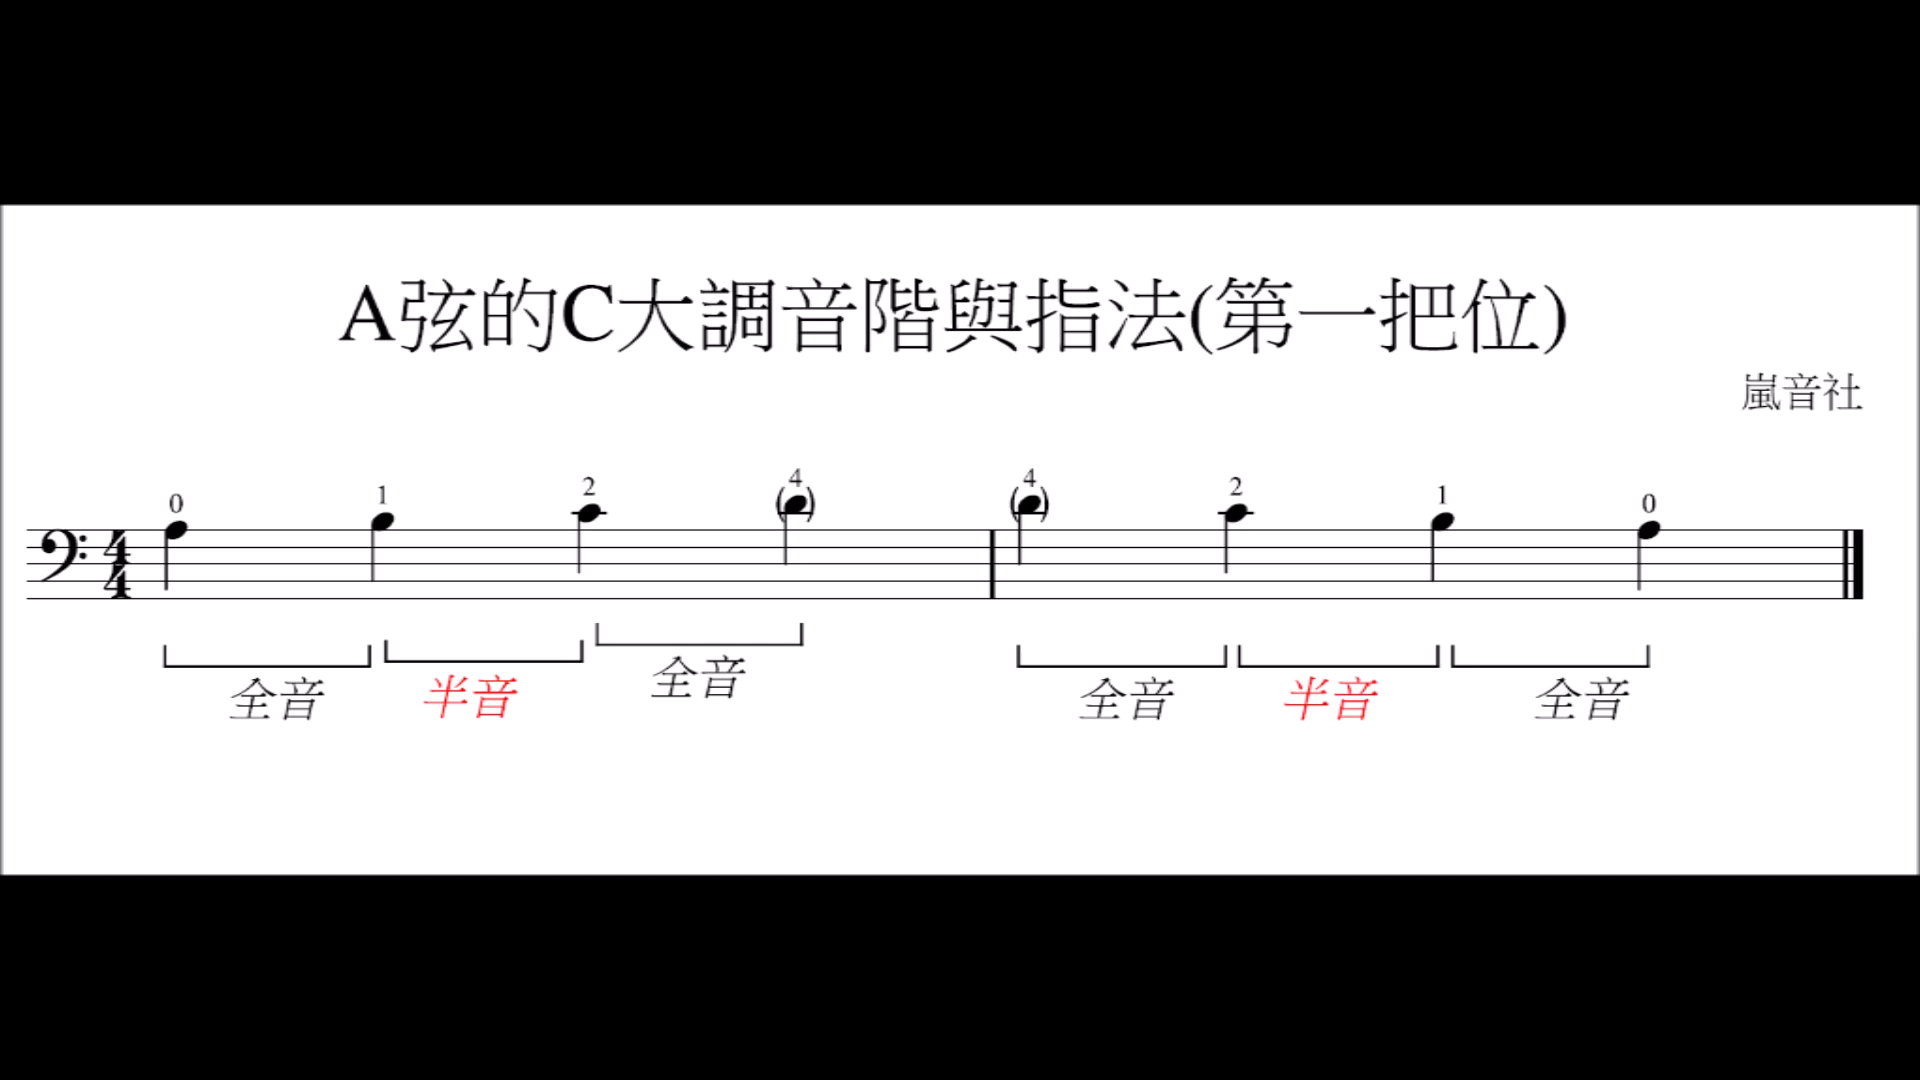 A弦的C大調音階與指法(第一把位)
嵐音社
0 1 2 (4) (4) 2 1 0
4
4
全音 半音 全音 全音 半音 全音